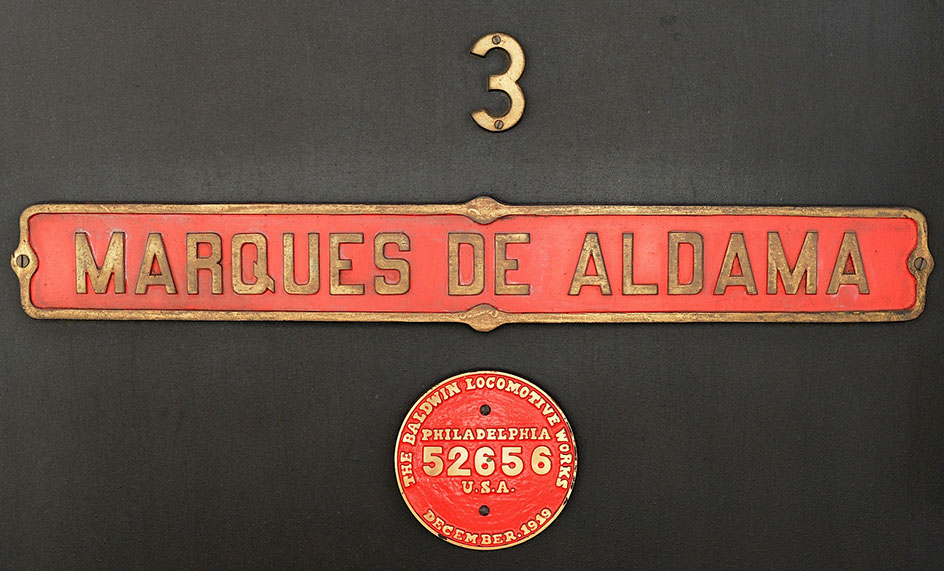 3
MARQUES DE ALDAMA
THE BALDWIN LOCOMOTIVE WORKS
PHILADELPHIA
52656
U.S.A.
DECEMBER.1919